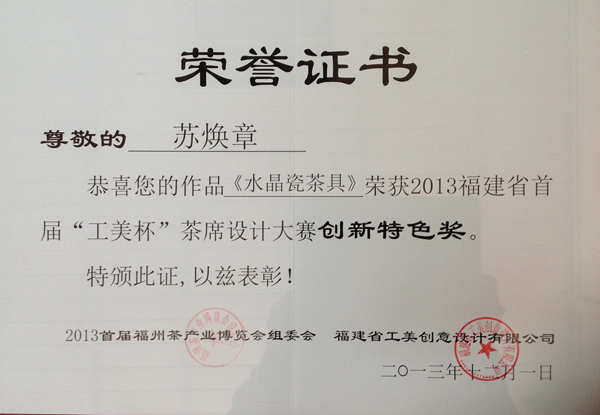 荣誉证书
尊敬的 苏焕章
恭喜您的作品《水晶瓷茶具》荣获2013福建省首
届“工美杯”茶席设计大赛创新特色奖。
特颁此证,以兹表彰！
2013首届福州茶产业博览会组委会 福建省工美创意设计有限公司
二〇一三年十二月一日